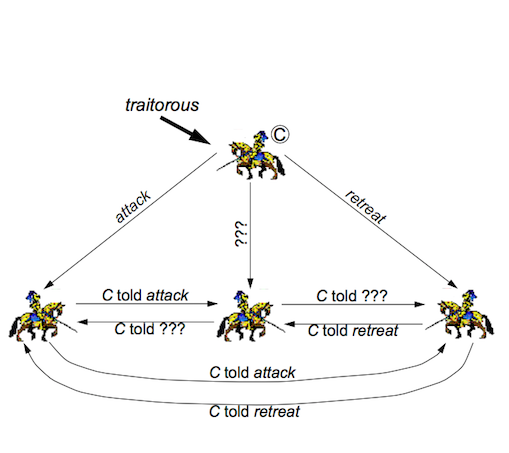 traitorous
C
attack
???
retreat
C told attack
C told ???
C told ???
C told retreat
C told attack
C told retreat